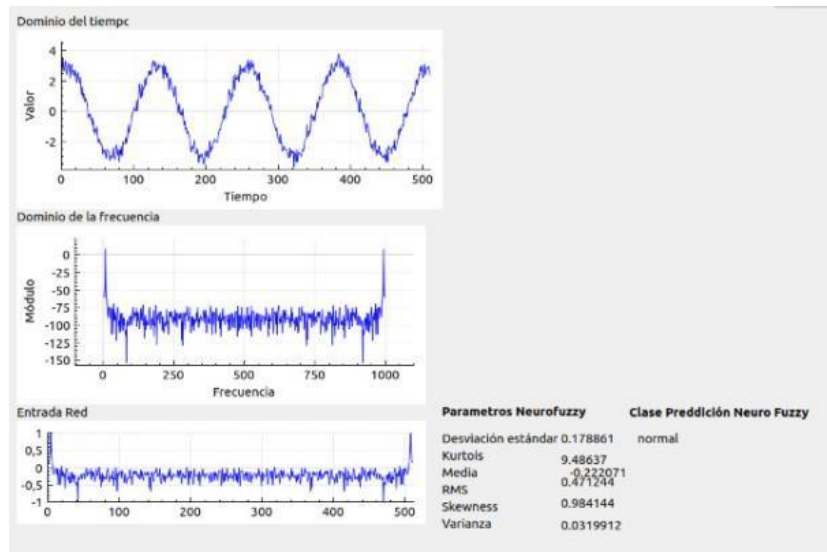 Dominio del tiempc
4
2
0
-2
Valor
0 100 200 300 400 500
Tiempo
Dominio de la frecuencia
0
-25
-50
-75
-100
-125
-150
Módulo
0 250 500 750 1000
Frecuencia
Entrada Red
1
0,5
0
-0,5
-1
0 100 200 300 400 500
Parametros Neurofuzzy Clase Preddición Neuro Fuzzy
Desviación estándar 0.178861 normal
Kurtois 9.48637
Media -0.222071
RMS 0.471244
Skewness 0.984144
Varianza 0.0319912